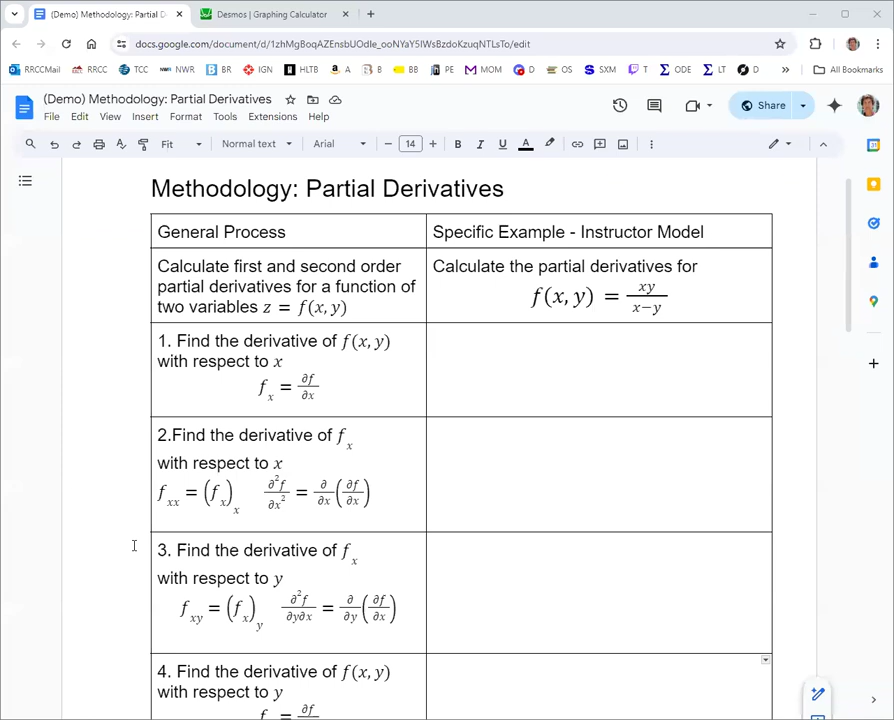 (Demo) Methodology: Partial D
Desmos | Graphing Calculator
docs.google.com/document/d/1zhMgBoqAZEnsbUOdle_ooNYaY5IWsBzdoKzuqNTLsTo/edit
RRCCMail RRCC TCC NWR BR IGN HLTB A B BB PE MOM D OS SXM T ODE LT D » All Bookmarks
(Demo) Methodology: Partial Derivatives
Share
File Edit View Insert Format Tools Extensions Help
Fit Normal text Arial − 14 + B I U A
Methodology: Partial Derivatives
General Process
Specific Example - Instructor Model
Calculate first and second order
partial derivatives for a function of
two variables z = f(x, y)
Calculate the partial derivatives for
f(x, y) = xy / x−y
1. Find the derivative of f(x, y)
with respect to x
f_x = ∂f/∂x
2.Find the derivative of f_x
with respect to x
f_xx = (f_x)_x ∂²f/∂x² = ∂/∂x(∂f/∂x)
3. Find the derivative of f_x
with respect to y
f_xy = (f_x)_y ∂²f/∂y∂x = ∂/∂y(∂f/∂x)
4. Find the derivative of f(x, y)
with respect to y
f = ∂f